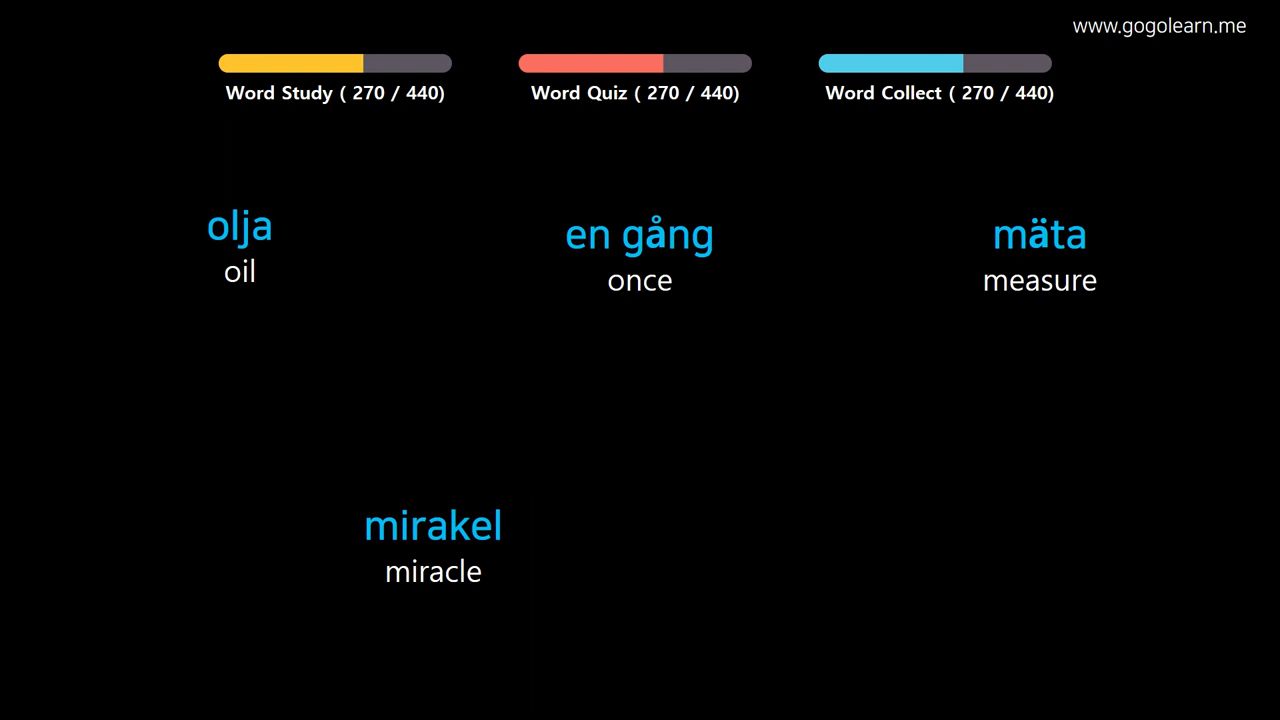 www.gogolearn.me
Word Study ( 270 / 440)
Word Quiz ( 270 / 440)
Word Collect ( 270 / 440)
olja
oil
en gång
once
mäta
measure
mirakel
miracle